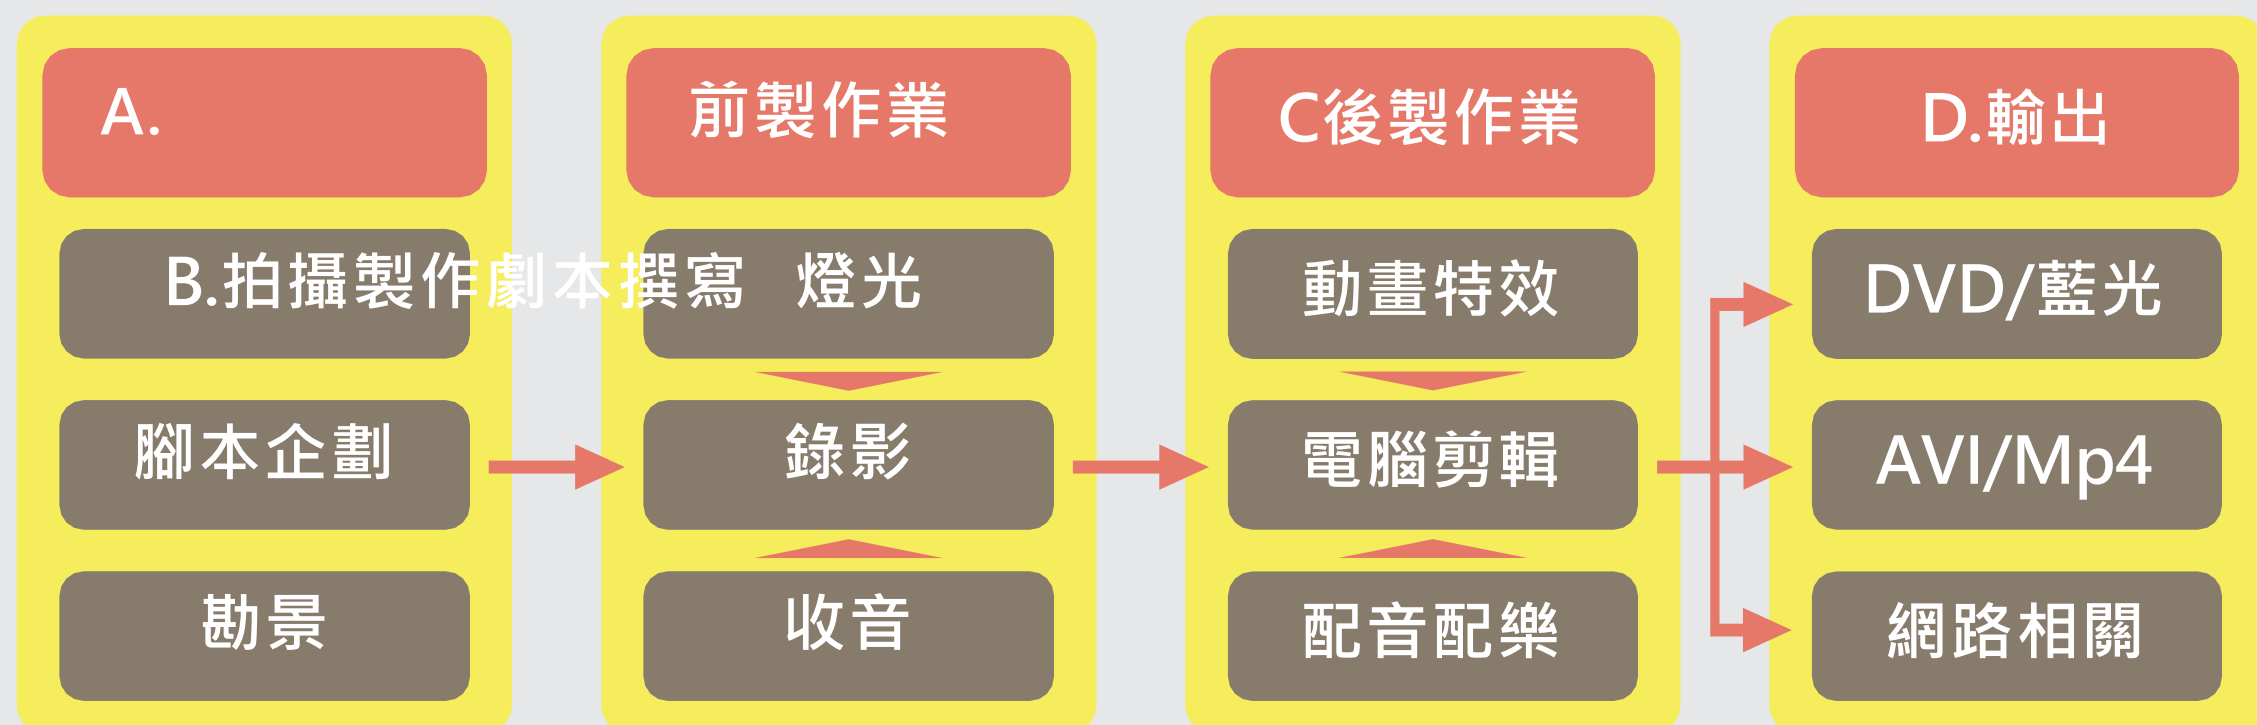 A.
前製作業
C後製作業
D.輸出
B.拍攝製作劇本撰寫
燈光
動畫特效
DVD/藍光
腳本企劃
錄影
電腦剪輯
AVI/Mp4
勘景
收音
配音配樂
網路相關